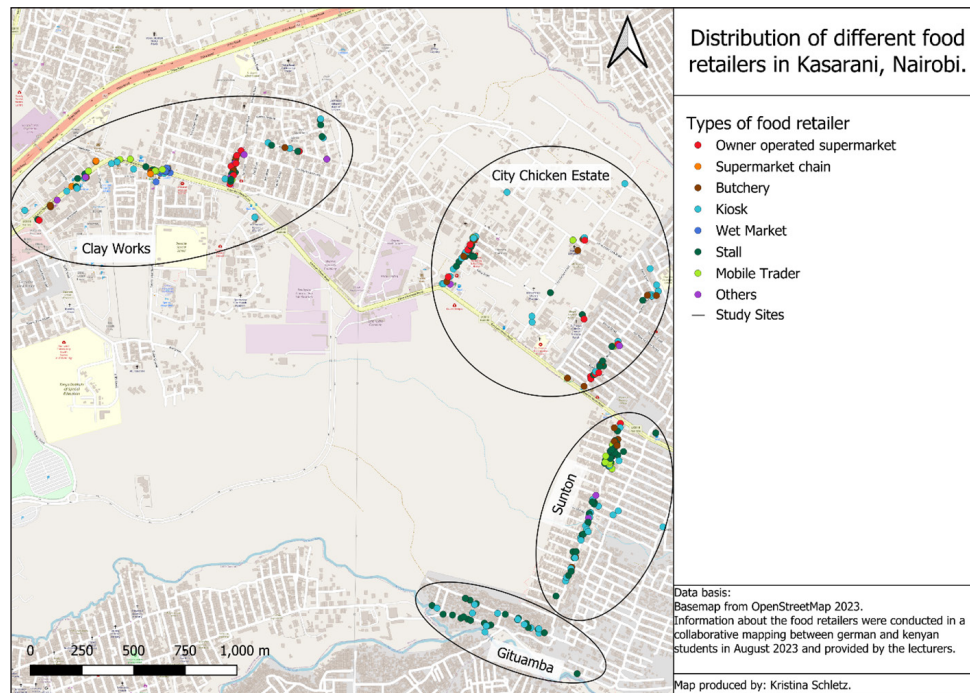 Distribution of different food
retailers in Kasarani, Nairobi.
Types of food retailer
Owner operated supermarket
Supermarket chain
Butchery
Kiosk
Wet Market
Stall
Mobile Trader
Others
Study Sites
City Chicken Estate
Clay Works
Sunton
Gituamba
0 250 500 750 1,000 m
Data basis:
Basemap from OpenStreetMap 2023.
Information about the food retailers were conducted in a
collaborative mapping between german and kenyan
students in August 2023 and provided by the lecturers.
Map produced by: Kristina Schletz.